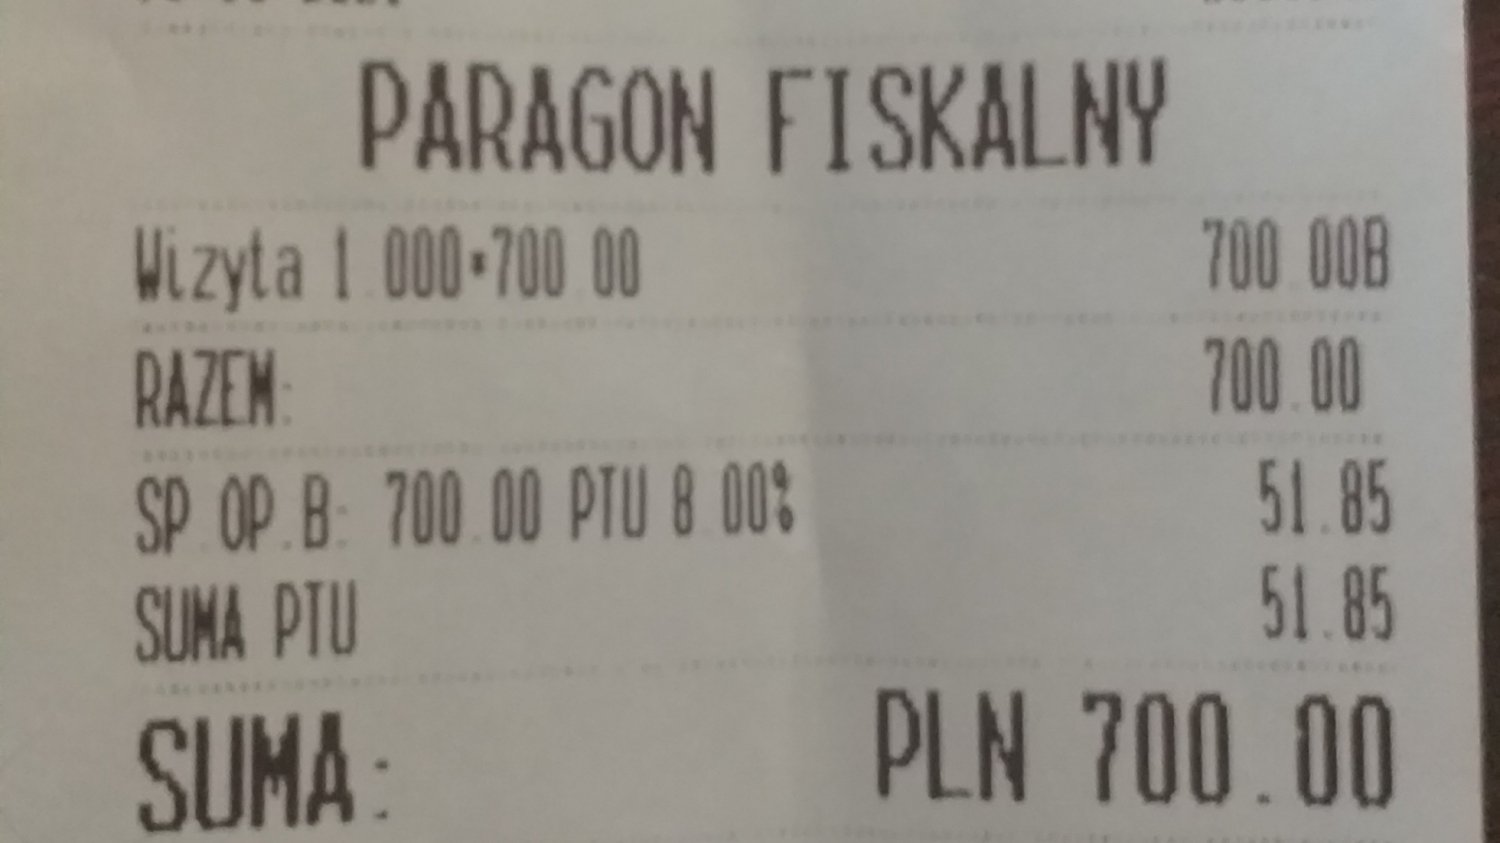 PARAGON FISKALNY
Wizyta 1.000*700.00 700.00B
RAZEM: 700.00
SP.OP.B: 700.00 PTU 8.00% 51.85
SUMA PTU 51.85
SUMA: PLN 700.00